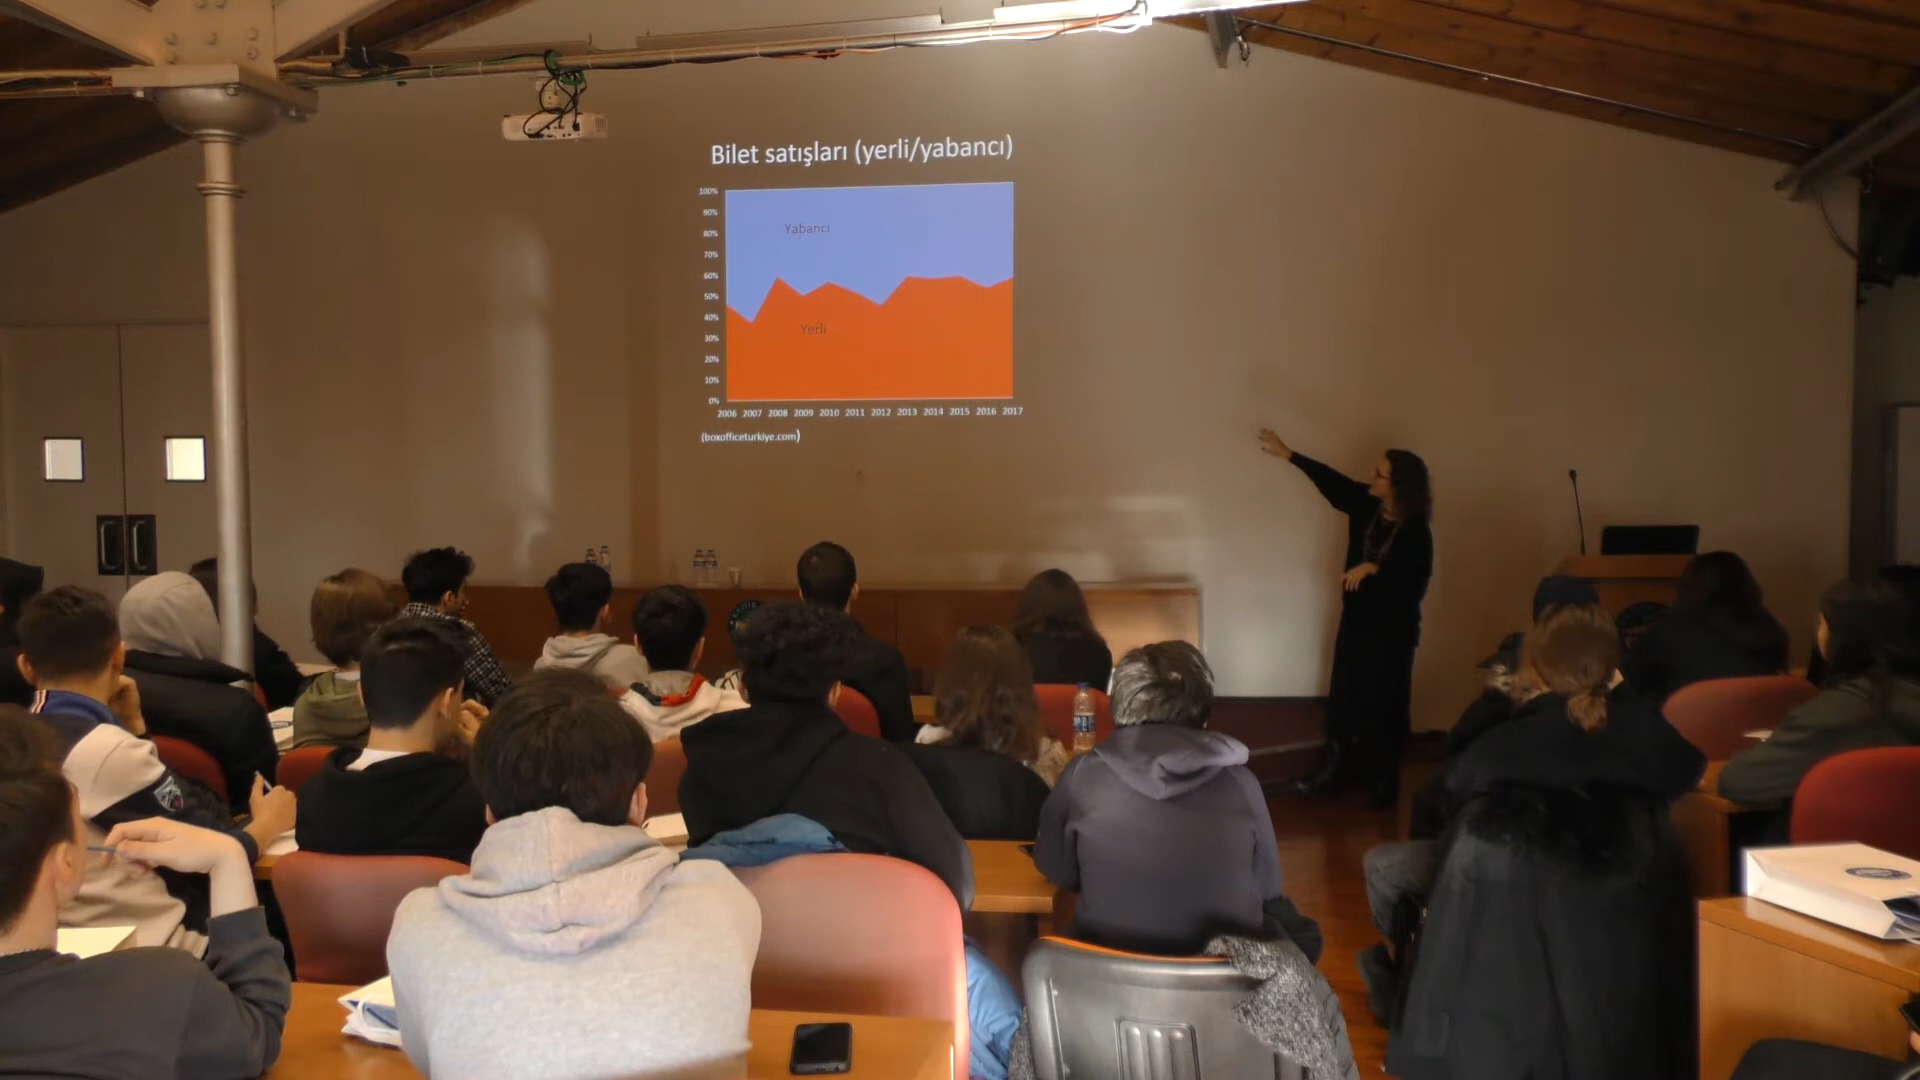 Bilet satışları (yerli/yabancı)
100%
90%
80%
70%
60%
50%
40%
30%
20%
10%
0%
Yabancı
Yerli
2006 2007 2008 2009 2010 2011 2012 2013 2014 2015 2016 2017
(boxofficeturkiye.com)